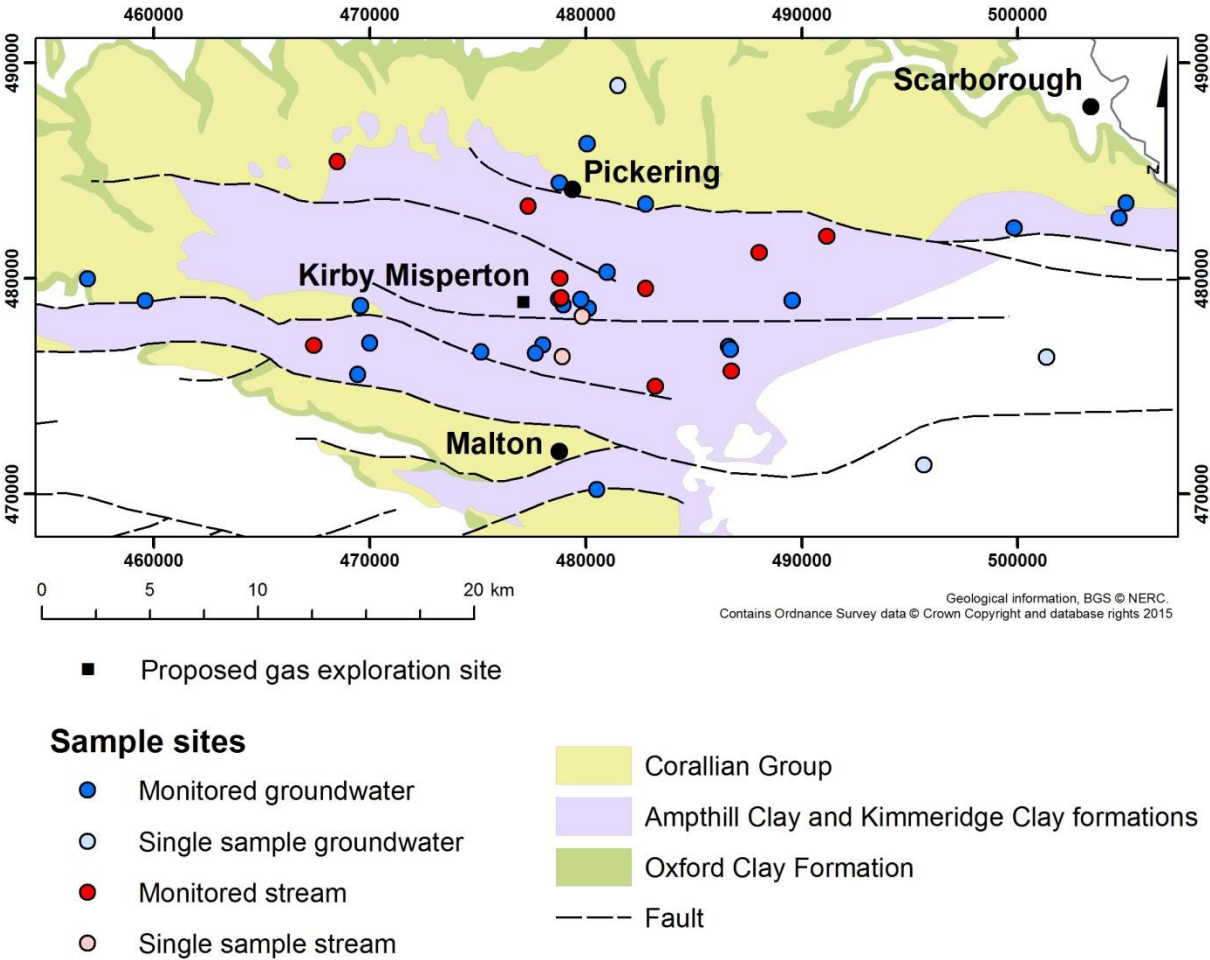 460000 470000 480000 490000 500000
490000 490000
Scarborough
Pickering
480000 Kirby Misperton 480000
Malton
470000 470000
N
460000 470000 480000 490000 500000
0 5 10 20 km
Geological information, BGS © NERC.
Contains Ordnance Survey data © Crown Copyright and database rights 2015
Proposed gas exploration site
Sample sites
Monitored groundwater
Single sample groundwater
Monitored stream
Single sample stream
Corallian Group
Ampthill Clay and Kimmeridge Clay formations
Oxford Clay Formation
Fault